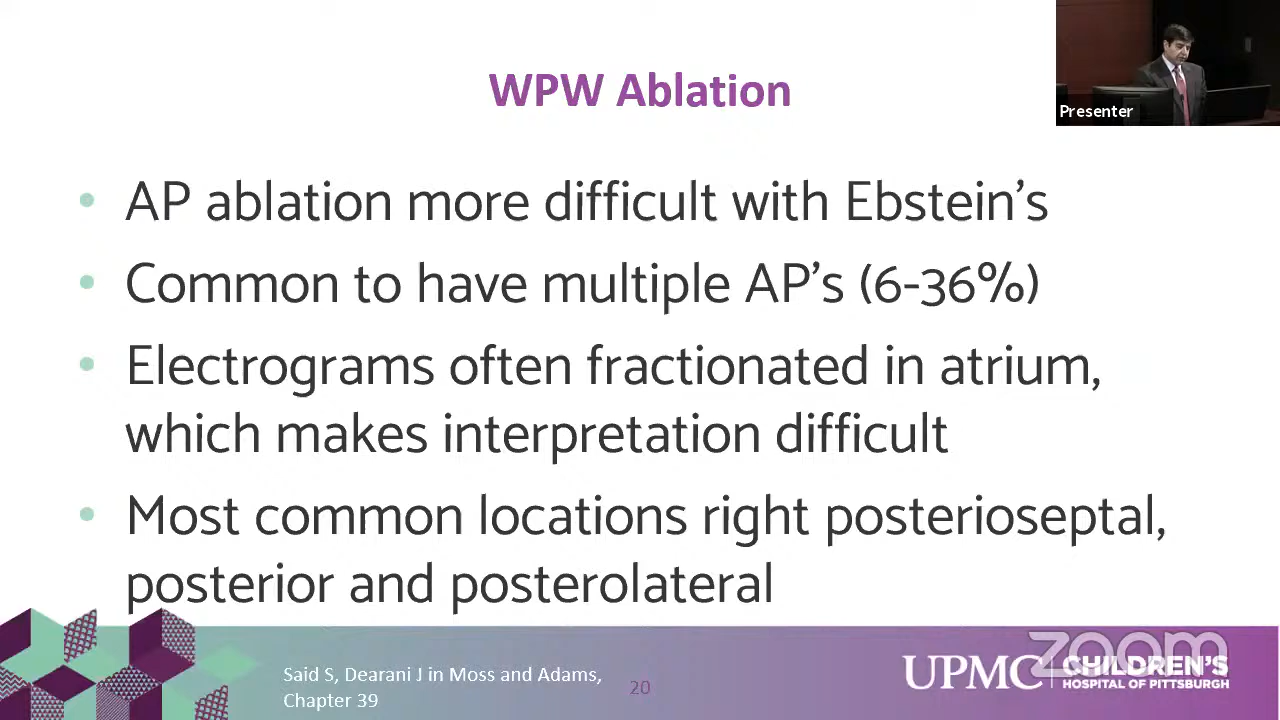 WPW Ablation
Presenter
AP ablation more difficult with Ebstein's
Common to have multiple AP's (6-36%)
Electrograms often fractionated in atrium,
which makes interpretation difficult
Most common locations right posterioseptal,
posterior and posterolateral
Said S, Dearani J in Moss and Adams,
Chapter 39
20
zoom
UPMC CHILDREN'S
HOSPITAL OF PITTSBURGH